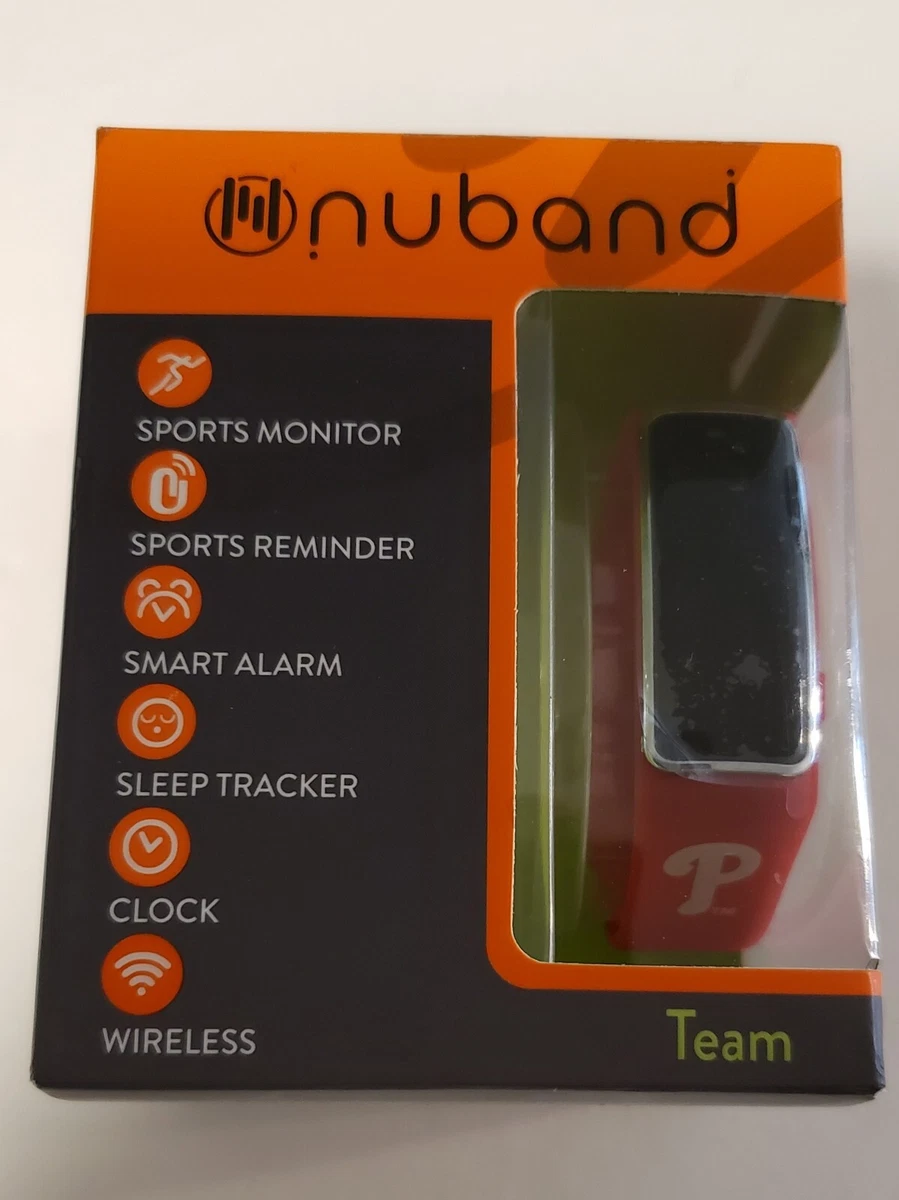 nuband
SPORTS MONITOR
SPORTS REMINDER
SMART ALARM
SLEEP TRACKER
CLOCK
WIRELESS
P
Team